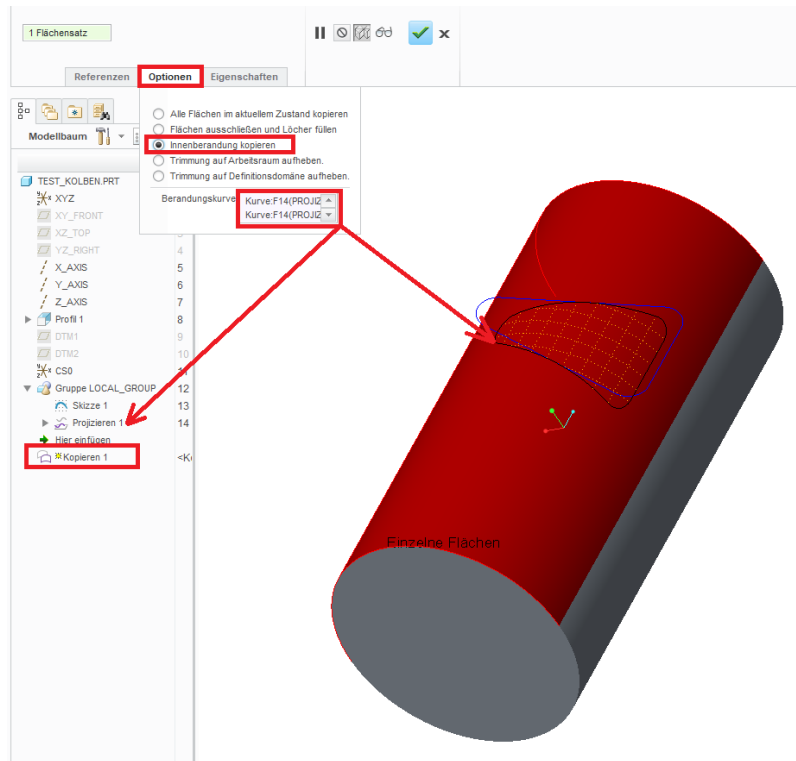 1 Flächensatz
Referenzen Optionen Eigenschaften
Alle Flächen im aktuellem Zustand kopieren
Flächen ausschließen und Löcher füllen
Innenberandung kopieren
Trimmung auf Arbeitsraum aufheben.
Trimmung auf Definitionsdomäne aufheben.
Berandungskurve
Kurve:F14(PROJIZ
Kurve:F14(PROJIZ
Modellbaum
TEST_KOLBEN.PRT
XYZ
XY_FRONT
XZ_TOP
YZ_RIGHT 4
X_AXIS 5
Y_AXIS 6
Z_AXIS 7
Profil 1 8
DTM1 9
DTM2 10
CS0
Gruppe LOCAL_GROUP 12
Skizze 1 13
Projizieren 1 14
Hier einfügen
Kopieren 1
Einzelne Flächen